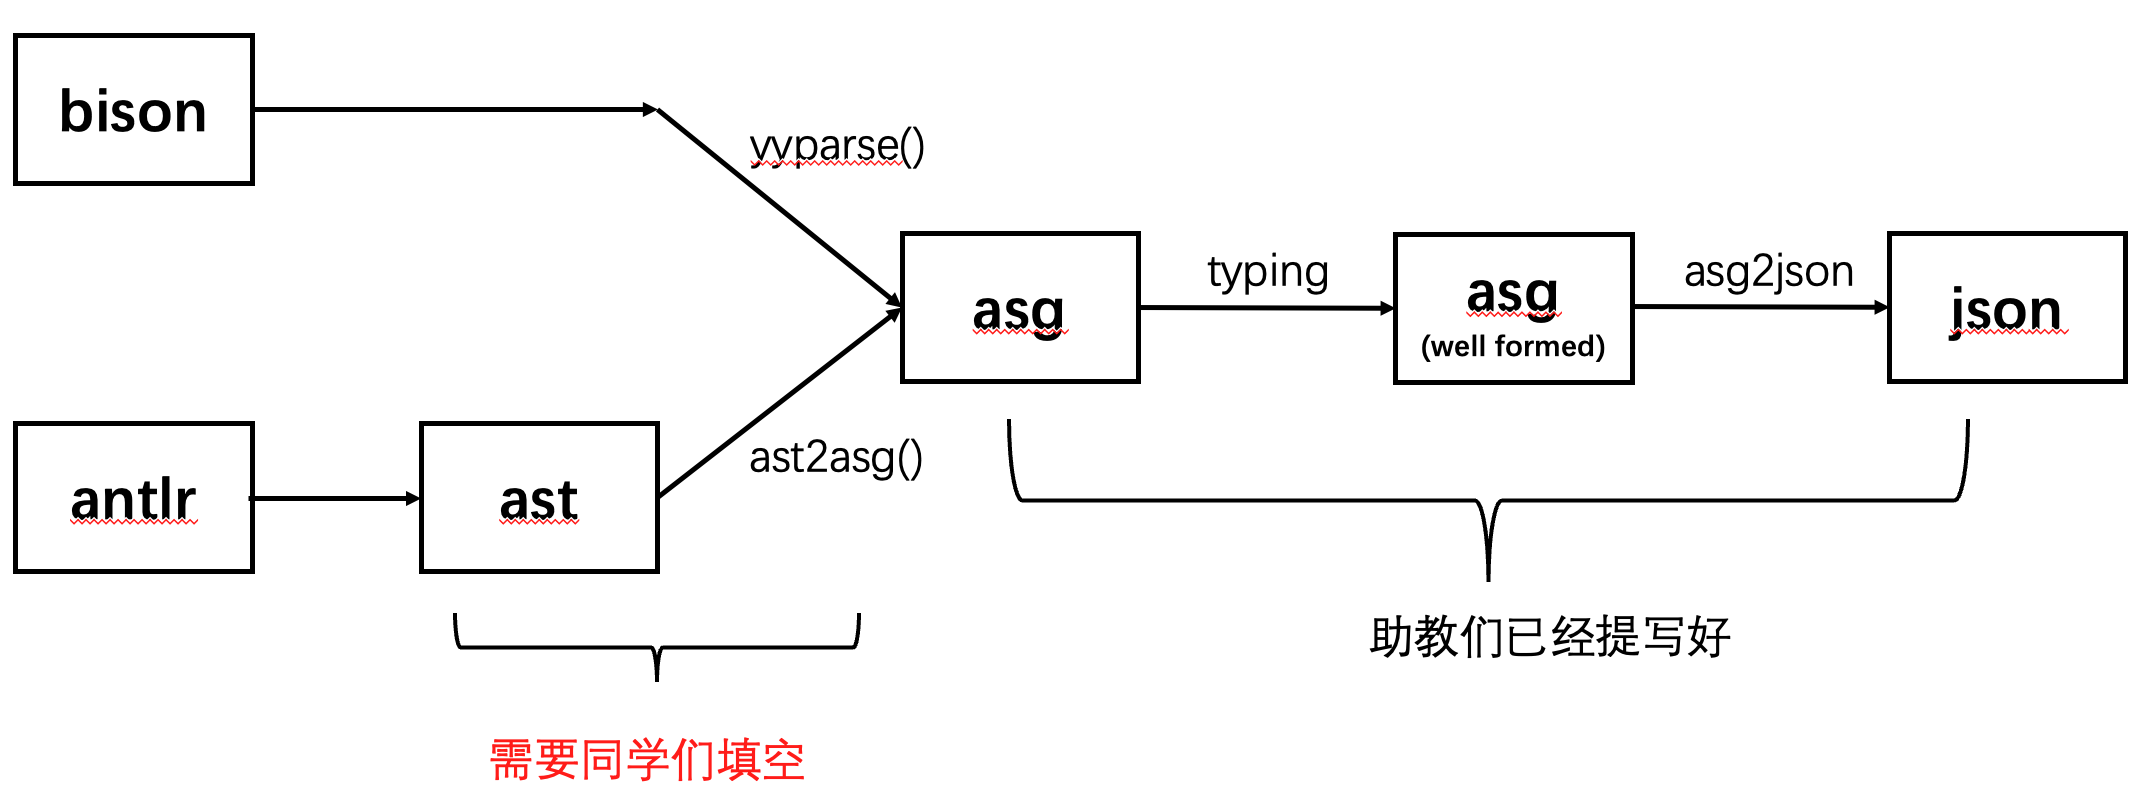 bison
yyparse()
asg
typing
asg
(well formed)
asg2json
json
antlr
ast
ast2asg()
助教们已经提写好
需要同学们填空